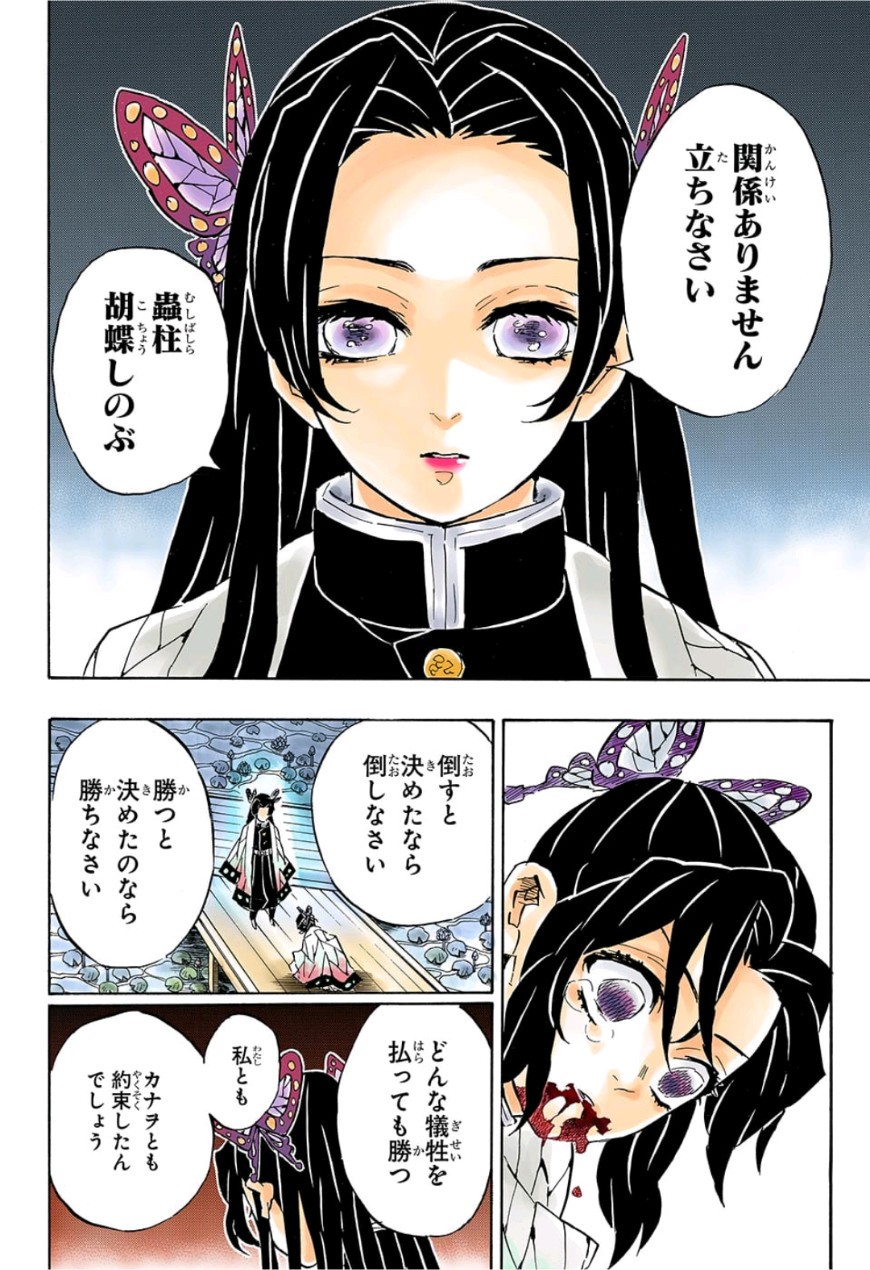 関係ありません
立ちなさい
蟲柱
胡蝶しのぶ
倒すと
決めたなら
倒しなさい
勝つと
決めたのなら
勝ちなさい
どんな犠牲を
払っても勝つ
私とも
カナヲとも
約束したん
でしょう